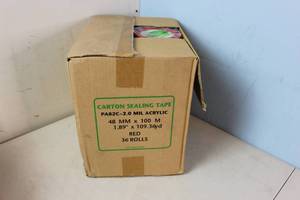 CARTON SEALING TAPE
PA82C-2.0 MIL ACRYLIC
48 MM x 100 M
1.89" x 109.36yd
RED
36 ROLLS